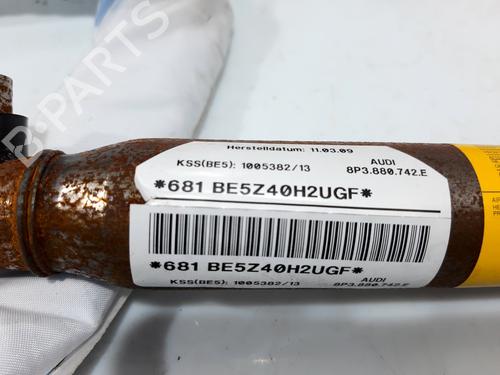 B-PARTS
Herstelldatum: 11.03.09
KSS(BE5): 1005382/13 AUDI
8P3.880.742.E
*681 BE5Z40H2UGF*
*681 BE5Z40H2UGF*
KSS(BE5): 1005382/13 AUDI
8P3.880.742.E